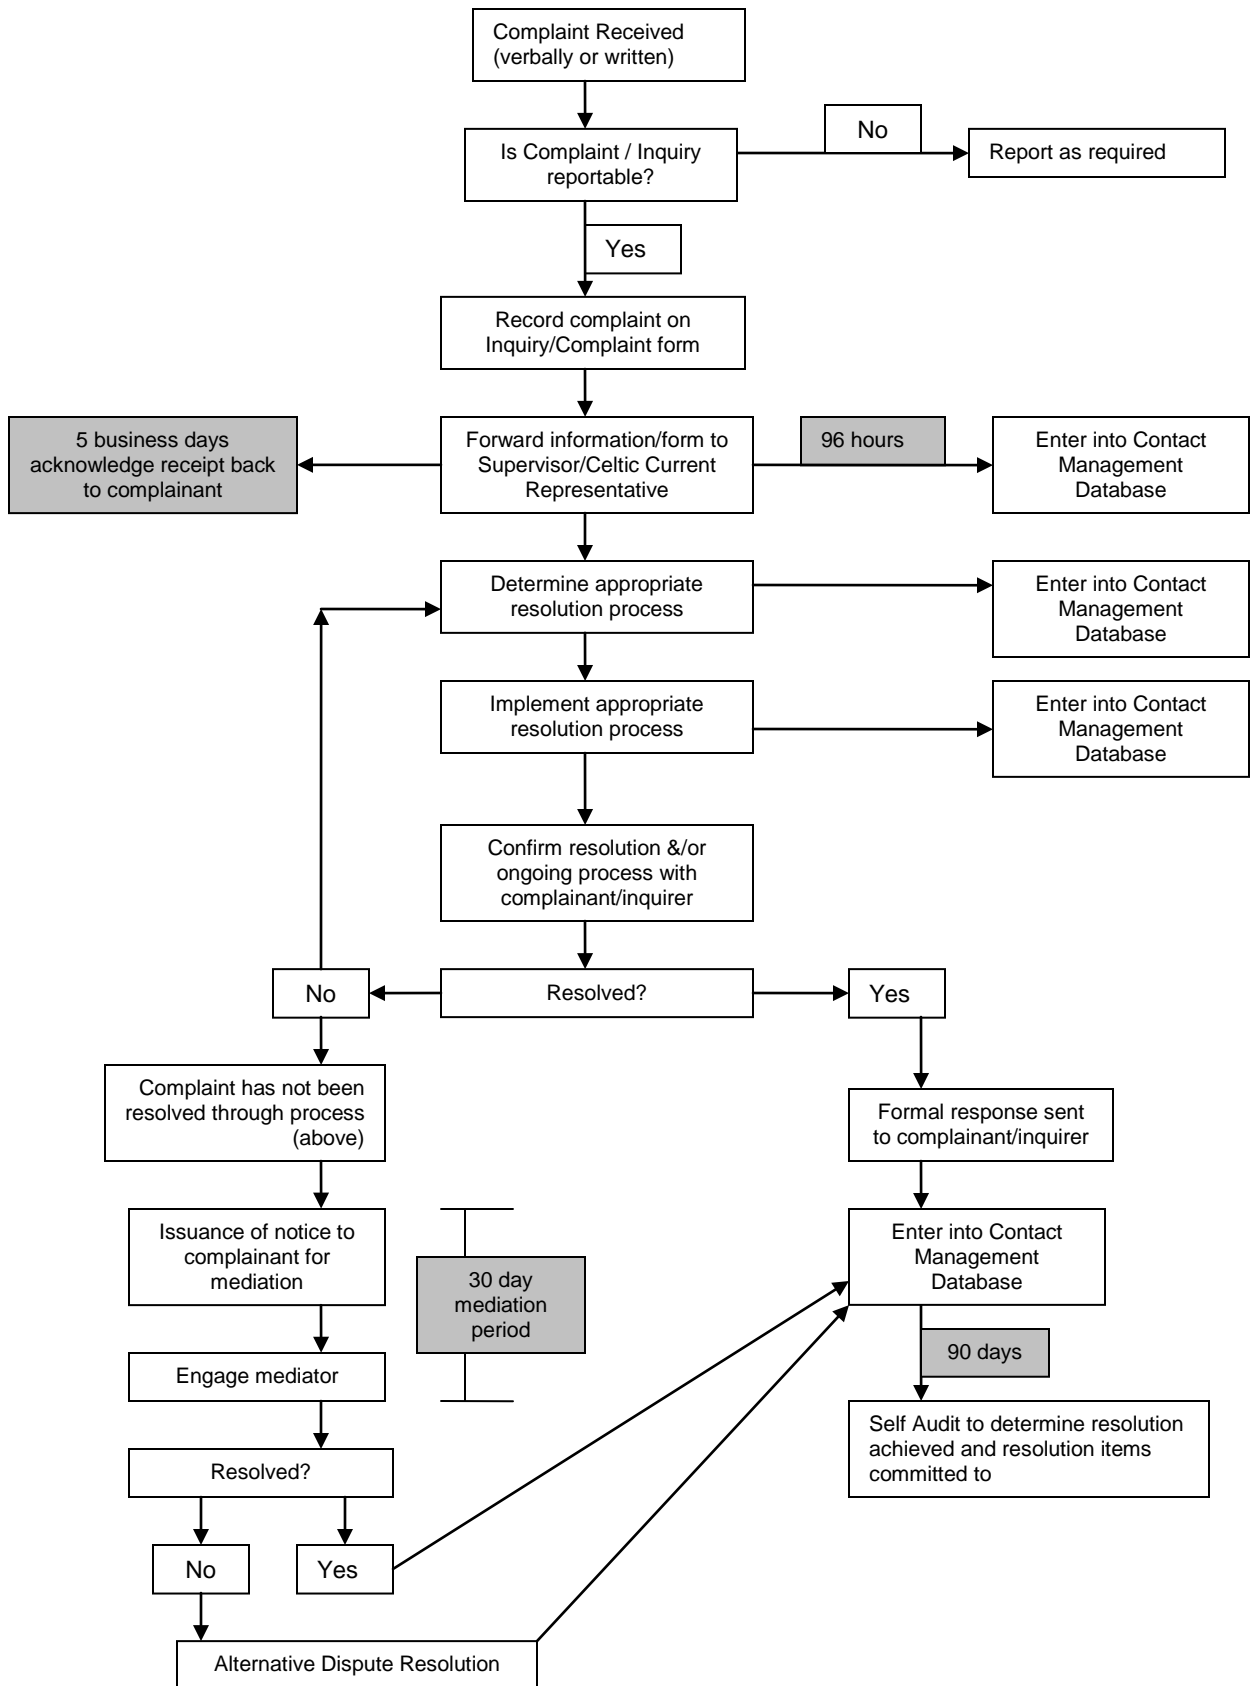 Complaint Received
(verbally or written)
No
Is Complaint / Inquiry
reportable?
Report as required
Yes
Record complaint on
Inquiry/Complaint form
5 business days
acknowledge receipt back
to complainant
Forward information/form to
Supervisor/Celtic Current
Representative
96 hours
Enter into Contact
Management
Database
Determine appropriate
resolution process
Enter into Contact
Management
Database
Implement appropriate
resolution process
Enter into Contact
Management
Database
Confirm resolution &/or
ongoing process with
complainant/inquirer
No
Resolved?
Yes
Complaint has not been
resolved through process
(above)
Formal response sent
to complainant/inquirer
Issuance of notice to
complainant for
mediation
30 day
mediation
period
Enter into Contact
Management
Database
Engage mediator
90 days
Self Audit to determine resolution
achieved and resolution items
committed to
Resolved?
No
Yes
Alternative Dispute Resolution